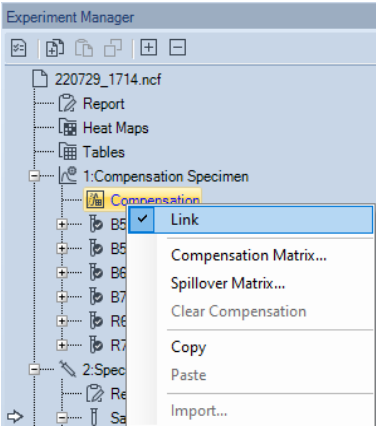 Experiment Manager
220729_1714.ncf
Report
Heat Maps
Tables
1:Compensation Specimen
Compensation
Link
B5
B5
Compensation Matrix...
B6
Spillover Matrix...
B7
Clear Compensation
R6
R7
Copy
2:Spec
Paste
Re
Sa
Import...